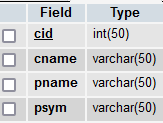 Field Type
cid int(50)
cname varchar(50)
pname varchar(50)
psym varchar(50)